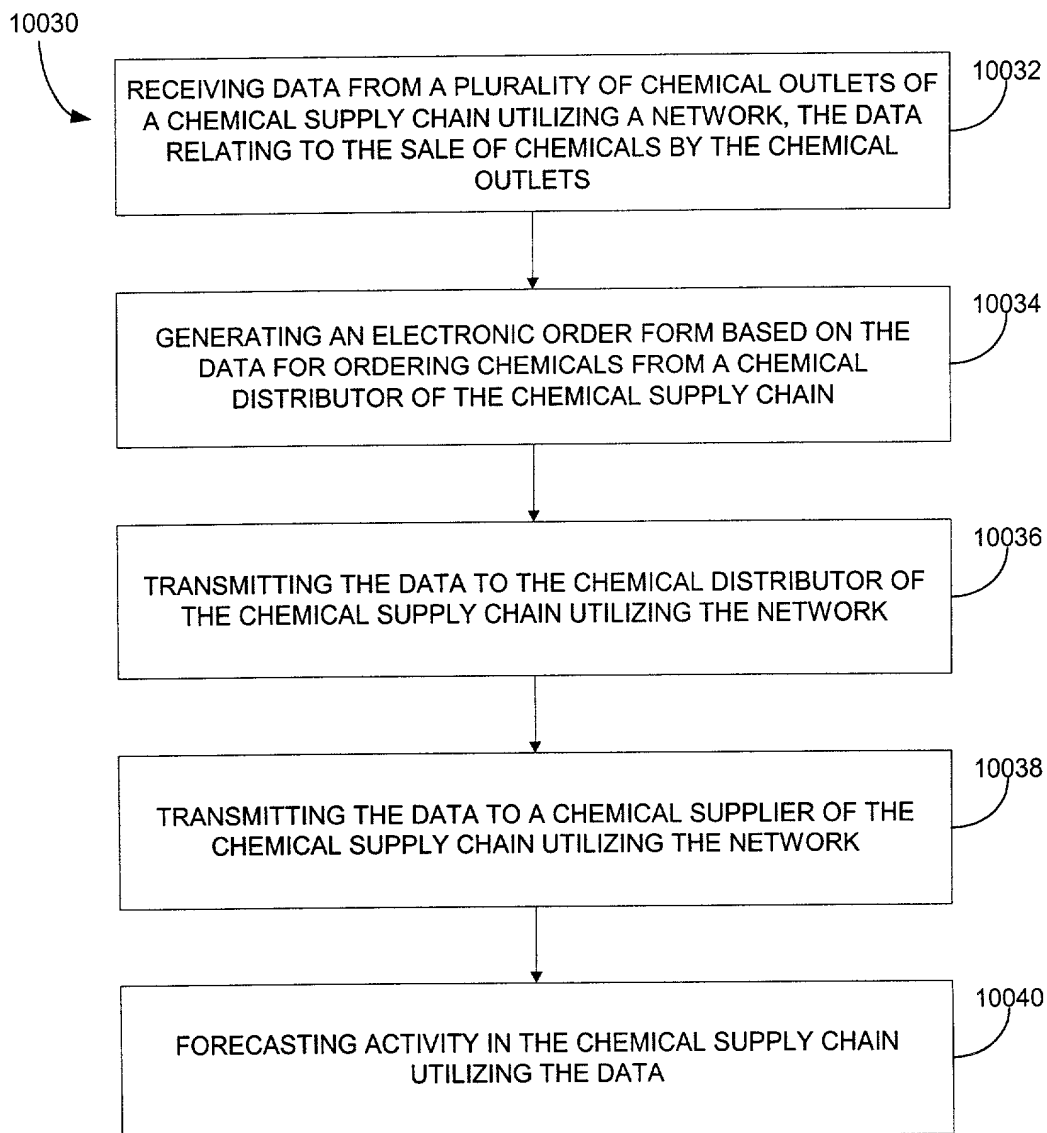 10030
RECEIVING DATA FROM A PLURALITY OF CHEMICAL OUTLETS OF
A CHEMICAL SUPPLY CHAIN UTILIZING A NETWORK, THE DATA
RELATING TO THE SALE OF CHEMICALS BY THE CHEMICAL
OUTLETS
10032
GENERATING AN ELECTRONIC ORDER FORM BASED ON THE
DATA FOR ORDERING CHEMICALS FROM A CHEMICAL
DISTRIBUTOR OF THE CHEMICAL SUPPLY CHAIN
10034
TRANSMITTING THE DATA TO THE CHEMICAL DISTRIBUTOR OF
THE CHEMICAL SUPPLY CHAIN UTILIZING THE NETWORK
10036
TRANSMITTING THE DATA TO A CHEMICAL SUPPLIER OF THE
CHEMICAL SUPPLY CHAIN UTILIZING THE NETWORK
10038
FORECASTING ACTIVITY IN THE CHEMICAL SUPPLY CHAIN
UTILIZING THE DATA
10040